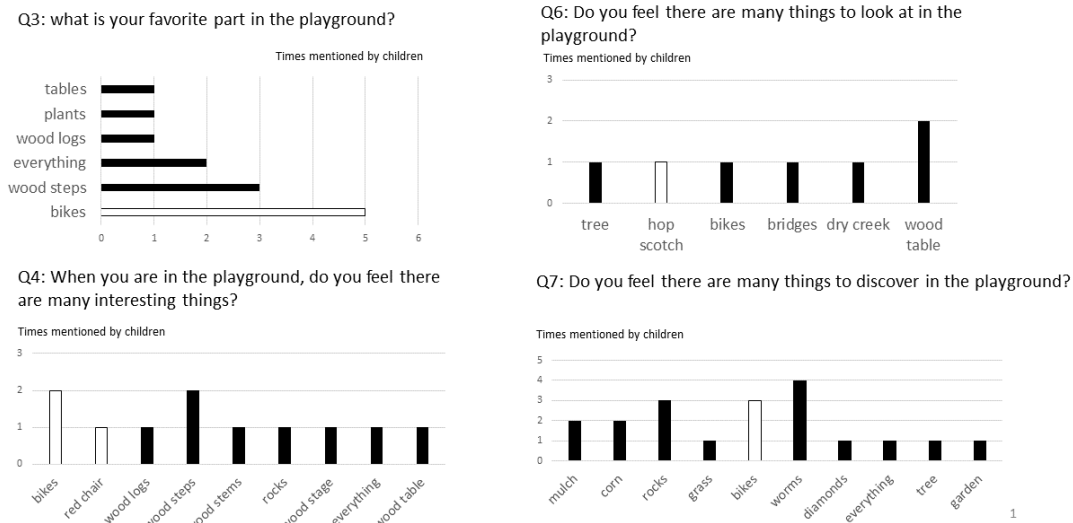 Q3: what is your favorite part in the playground?
Times mentioned by children
tables
plants
wood logs
everything
wood steps
bikes
0 1 2 3 4 5 6
Q4: When you are in the playground, do you feel there
are many interesting things?
Times mentioned by children
3
2
1
0
bikes red chair wood logs wood steps wood stems rocks wood stage everything wood table
Q6: Do you feel there are many things to look at in the
playground?
Times mentioned by children
3
2
1
0
tree hop bikes bridges dry creek wood
scotch table
Q7: Do you feel there are many things to discover in the playground?
Times mentioned by children
5
4
3
2
1
0
mulch corn rocks grass bikes worms diamonds everything tree garden
1